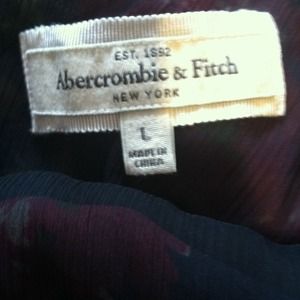 EST. 1892
Abercrombie & Fitch
NEW YORK
L
MADE IN
CHINA